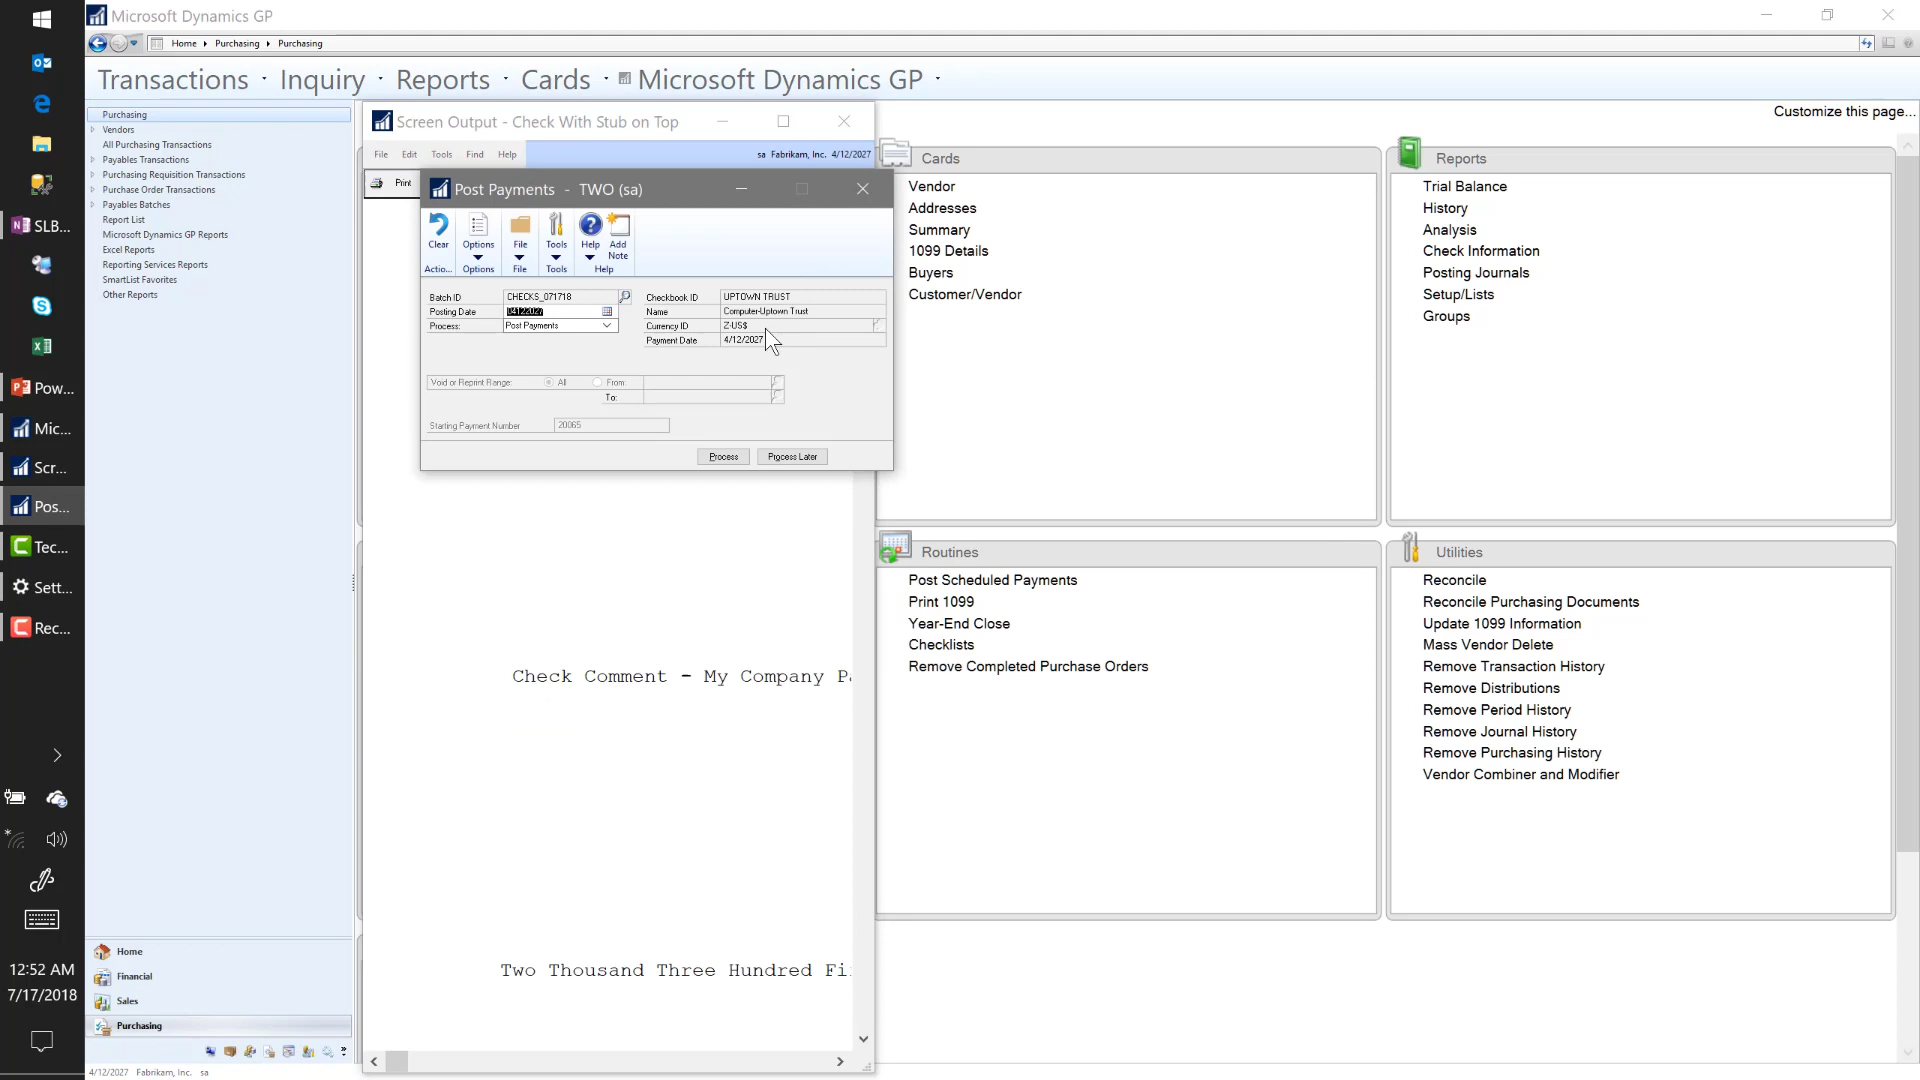 Microsoft Dynamics GP
Home
Purchasing
Purchasing
Transactions
Inquiry
Reports
Cards
Microsoft Dynamics GP
Customize this page...
Purchasing
Vendors
All Purchasing Transactions
Payables Transactions
Purchasing Requisition Transactions
Purchase Order Transactions
Payables Batches
Report List
Microsoft Dynamics GP Reports
Excel Reports
Reporting Services Reports
SmartList Favorites
Other Reports
Home
Financial
Sales
Purchasing
4/12/2027 Fabrikam, Inc. sa
SLB...
Pow...
Mic...
Scr...
Pos...
Tec...
Sett...
Rec...
12:52 AM
7/17/2018
Screen Output - Check With Stub on Top
File Edit Tools Find Help
sa Fabrikam, Inc. 4/12/2027
Print
Post Payments - TWO (sa)
Clear
Options
File
Tools
Help
Add Note
Actio...
Options
File
Tools
Help
Batch ID CHECKS_071718
Posting Date 04122027
Process: Post Payments
Checkbook ID UPTOWN TRUST
Name Computer-Uptown Trust
Currency ID Z-US$
Payment Date 4/12/2027
Void or Reprint Range: All From:
To:
Starting Payment Number 20065
Process
Process Later
Check Comment - My Company
Two Thousand Three Hundred
Cards
Vendor
Addresses
Summary
1099 Details
Buyers
Customer/Vendor
Reports
Trial Balance
History
Analysis
Check Information
Posting Journals
Setup/Lists
Groups
Routines
Post Scheduled Payments
Print 1099
Year-End Close
Checklists
Remove Completed Purchase Orders
Utilities
Reconcile
Reconcile Purchasing Documents
Update 1099 Information
Mass Vendor Delete
Remove Transaction History
Remove Distributions
Remove Period History
Remove Journal History
Remove Purchasing History
Vendor Combiner and Modifier